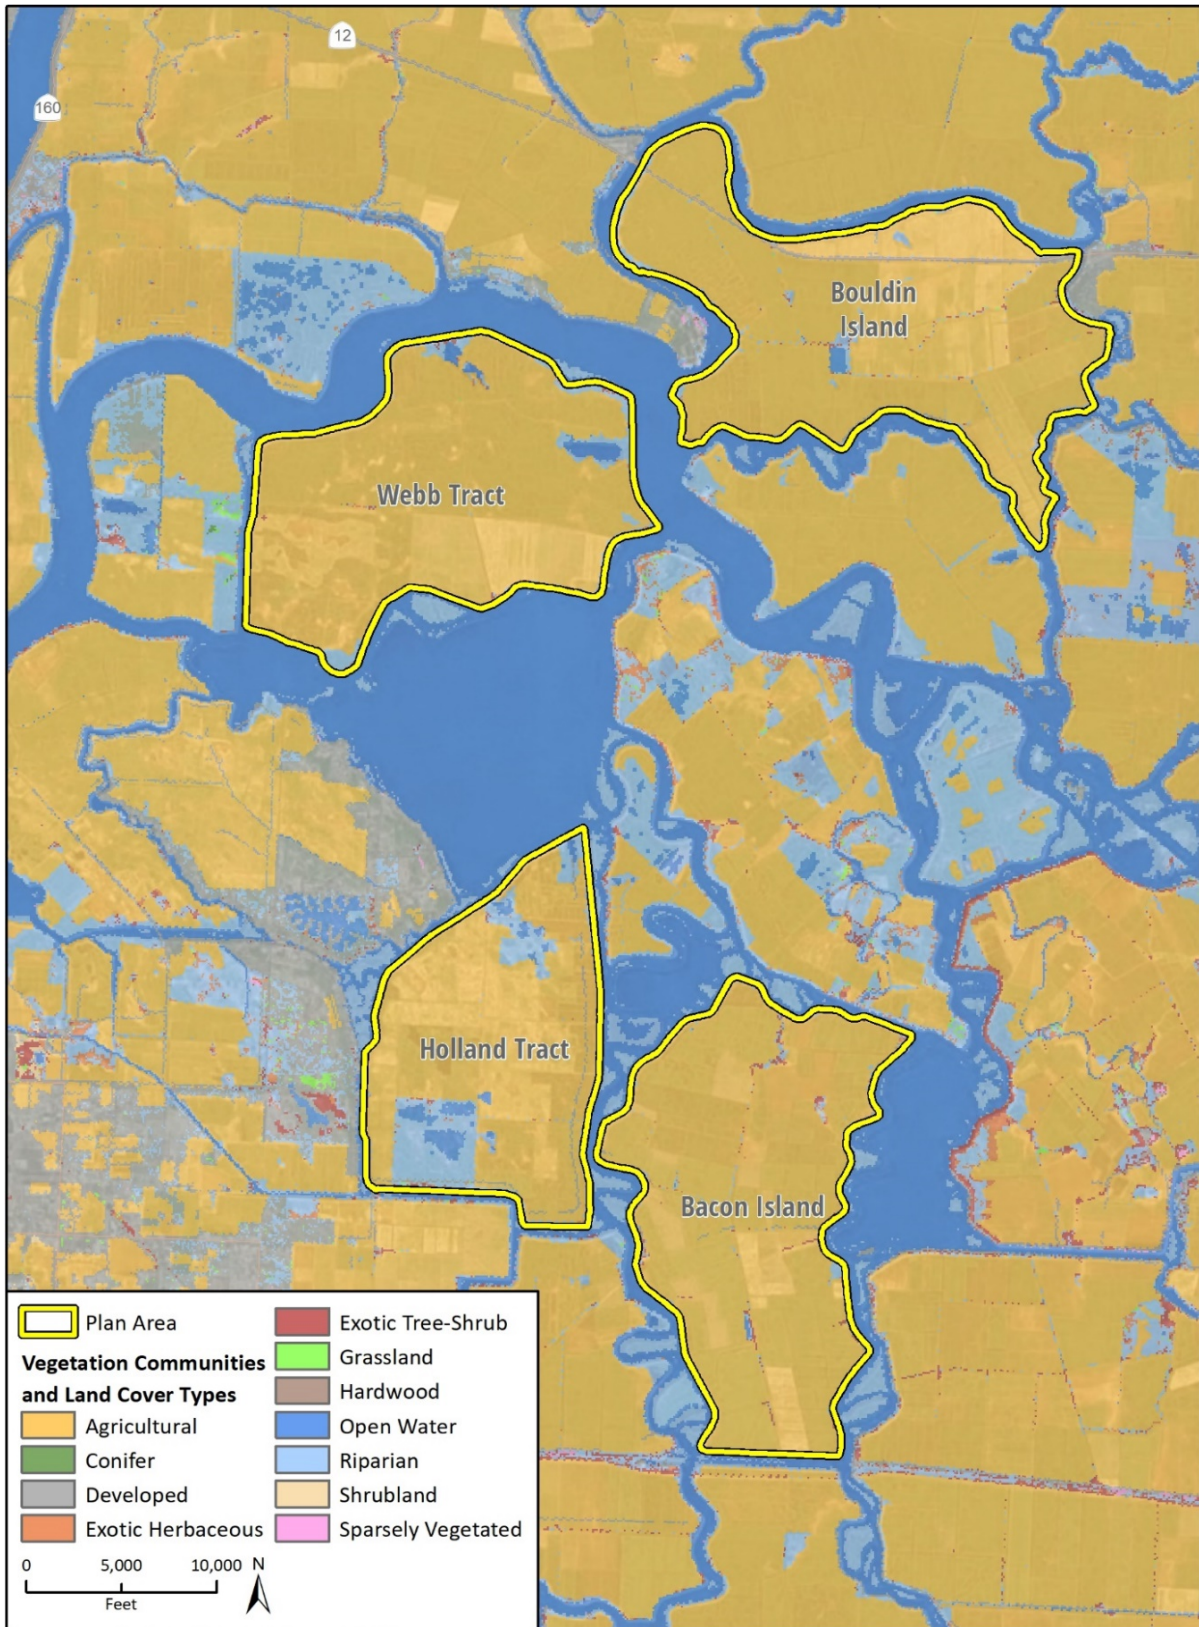 12
160
Bouldin
Island
Webb Tract
Holland Tract
Bacon Island
Plan Area
Vegetation Communities
and Land Cover Types
Agricultural
Conifer
Developed
Exotic Herbaceous
Exotic Tree-Shrub
Grassland
Hardwood
Open Water
Riparian
Shrubland
Sparsely Vegetated
0 5,000 10,000
Feet
N